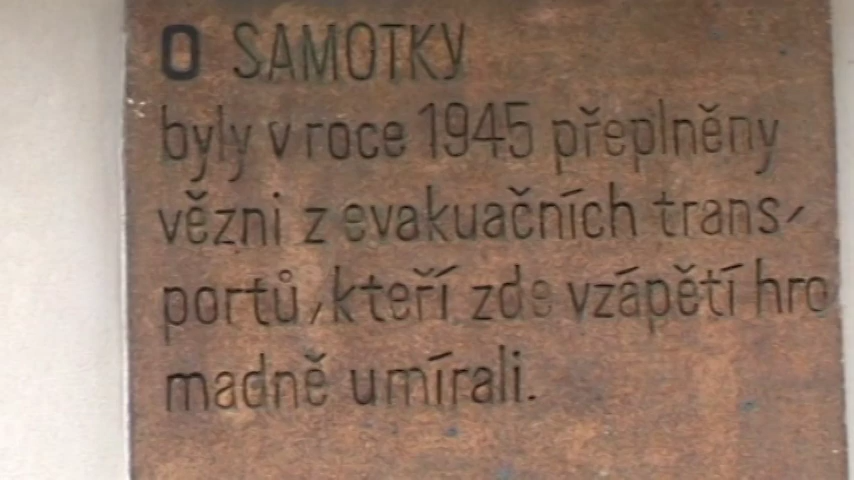 O SAMOTKY
byly v roce 1945 přeplněny
vězni z evakuačních trans-
portů, kteří zde vzápětí hro
madně umírali.